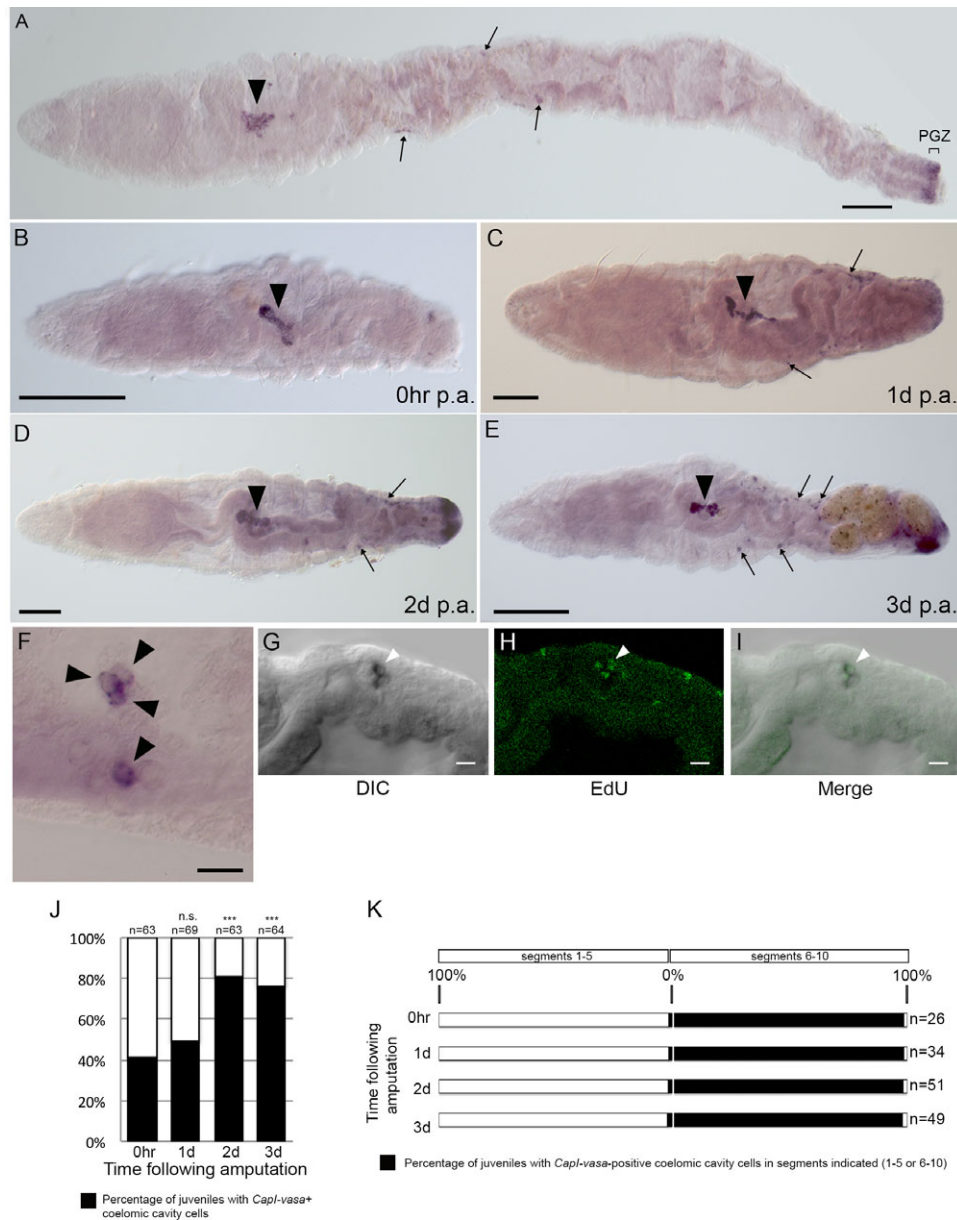 A
PGZ
B
0hr p.a.
C
1d p.a.
D
2d p.a.
E
3d p.a.
F
G
DIC
H
EdU
I
Merge
J
n.s. *** ***
n=63 n=69 n=63 n=64
100%
80%
60%
40%
20%
0%
0hr 1d 2d 3d
Time following amputation
Percentage of juveniles with CapI-vasa+
coelomic cavity
cells
K
segments 1-5 segments 6-10
100% 0% 100%
Time following
amputation
0hr n=26
1d n=34
2d n=51
3d n=49
Percentage of juveniles with CapI-vasa-positive coelomic cavity cells in segments indicated (1-5 or 6-10)